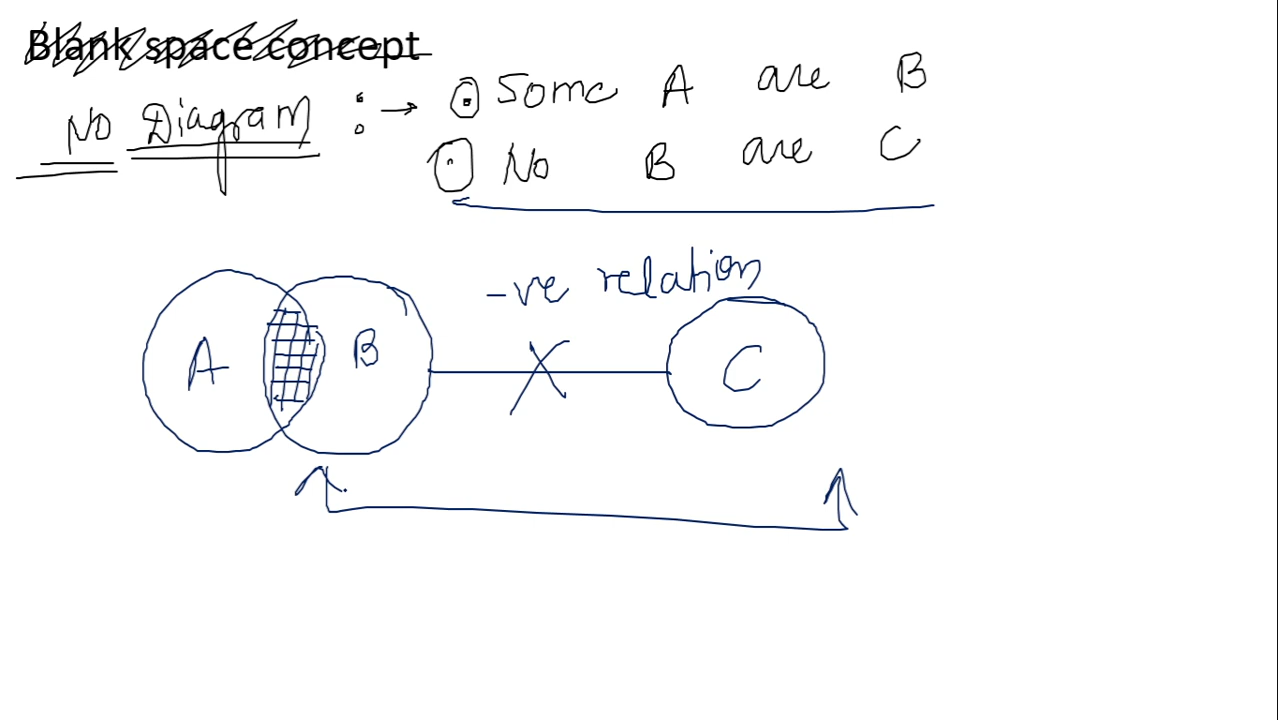 Blank space concept
No Diagram : → Some A are B
No B are C
-ve relation
A B C